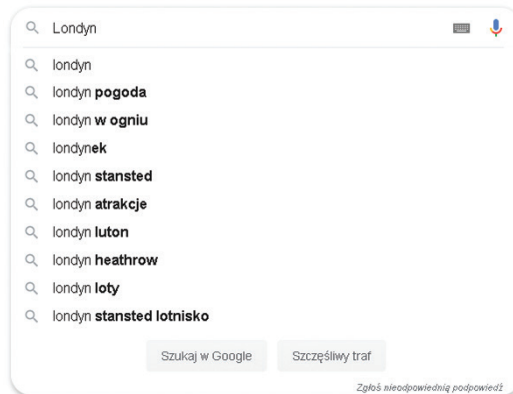 Londyn
londyn
londyn pogoda
londyn w ogniu
londynek
londyn stansted
londyn atrakcje
londyn luton
londyn heathrow
londyn loty
londyn stansted lotnisko
Szukaj w Google Szczęśliwy traf
Zgłoś nieodpowiednią podpowiedź